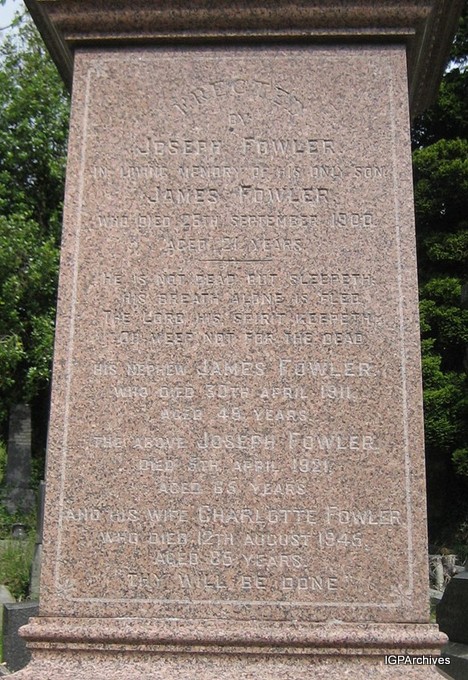 ERECTED
BY
JOSEPH FOWLER
IN LOVING MEMORY OF HIS ONLY SON
JAMES FOWLER.
WHO DIED 26TH SEPTEMBER 1900
AGED 21 YEARS.
HE IS NOT DEAD BUT SLEEPETH.
HIS BREATH ALONE IS FLED.
THE LORD HIS SPIRIT KEEPETH.
OH WEEP NOT FOR THE DEAD
HIS NEPHEW JAMES FOWLER.
WHO DIED 30TH APRIL 1911.
AGED 48 YEARS.
THE ABOVE JOSEPH FOWLER.
DIED 5TH APRIL 1921.
AGED YEARS
AND HIS WIFE CHARLOTTE FOWLER.
WHO DIED 12TH AUGUST 1945.
AGED YEARS.
"THY WILL BE DONE"
IGPArchives